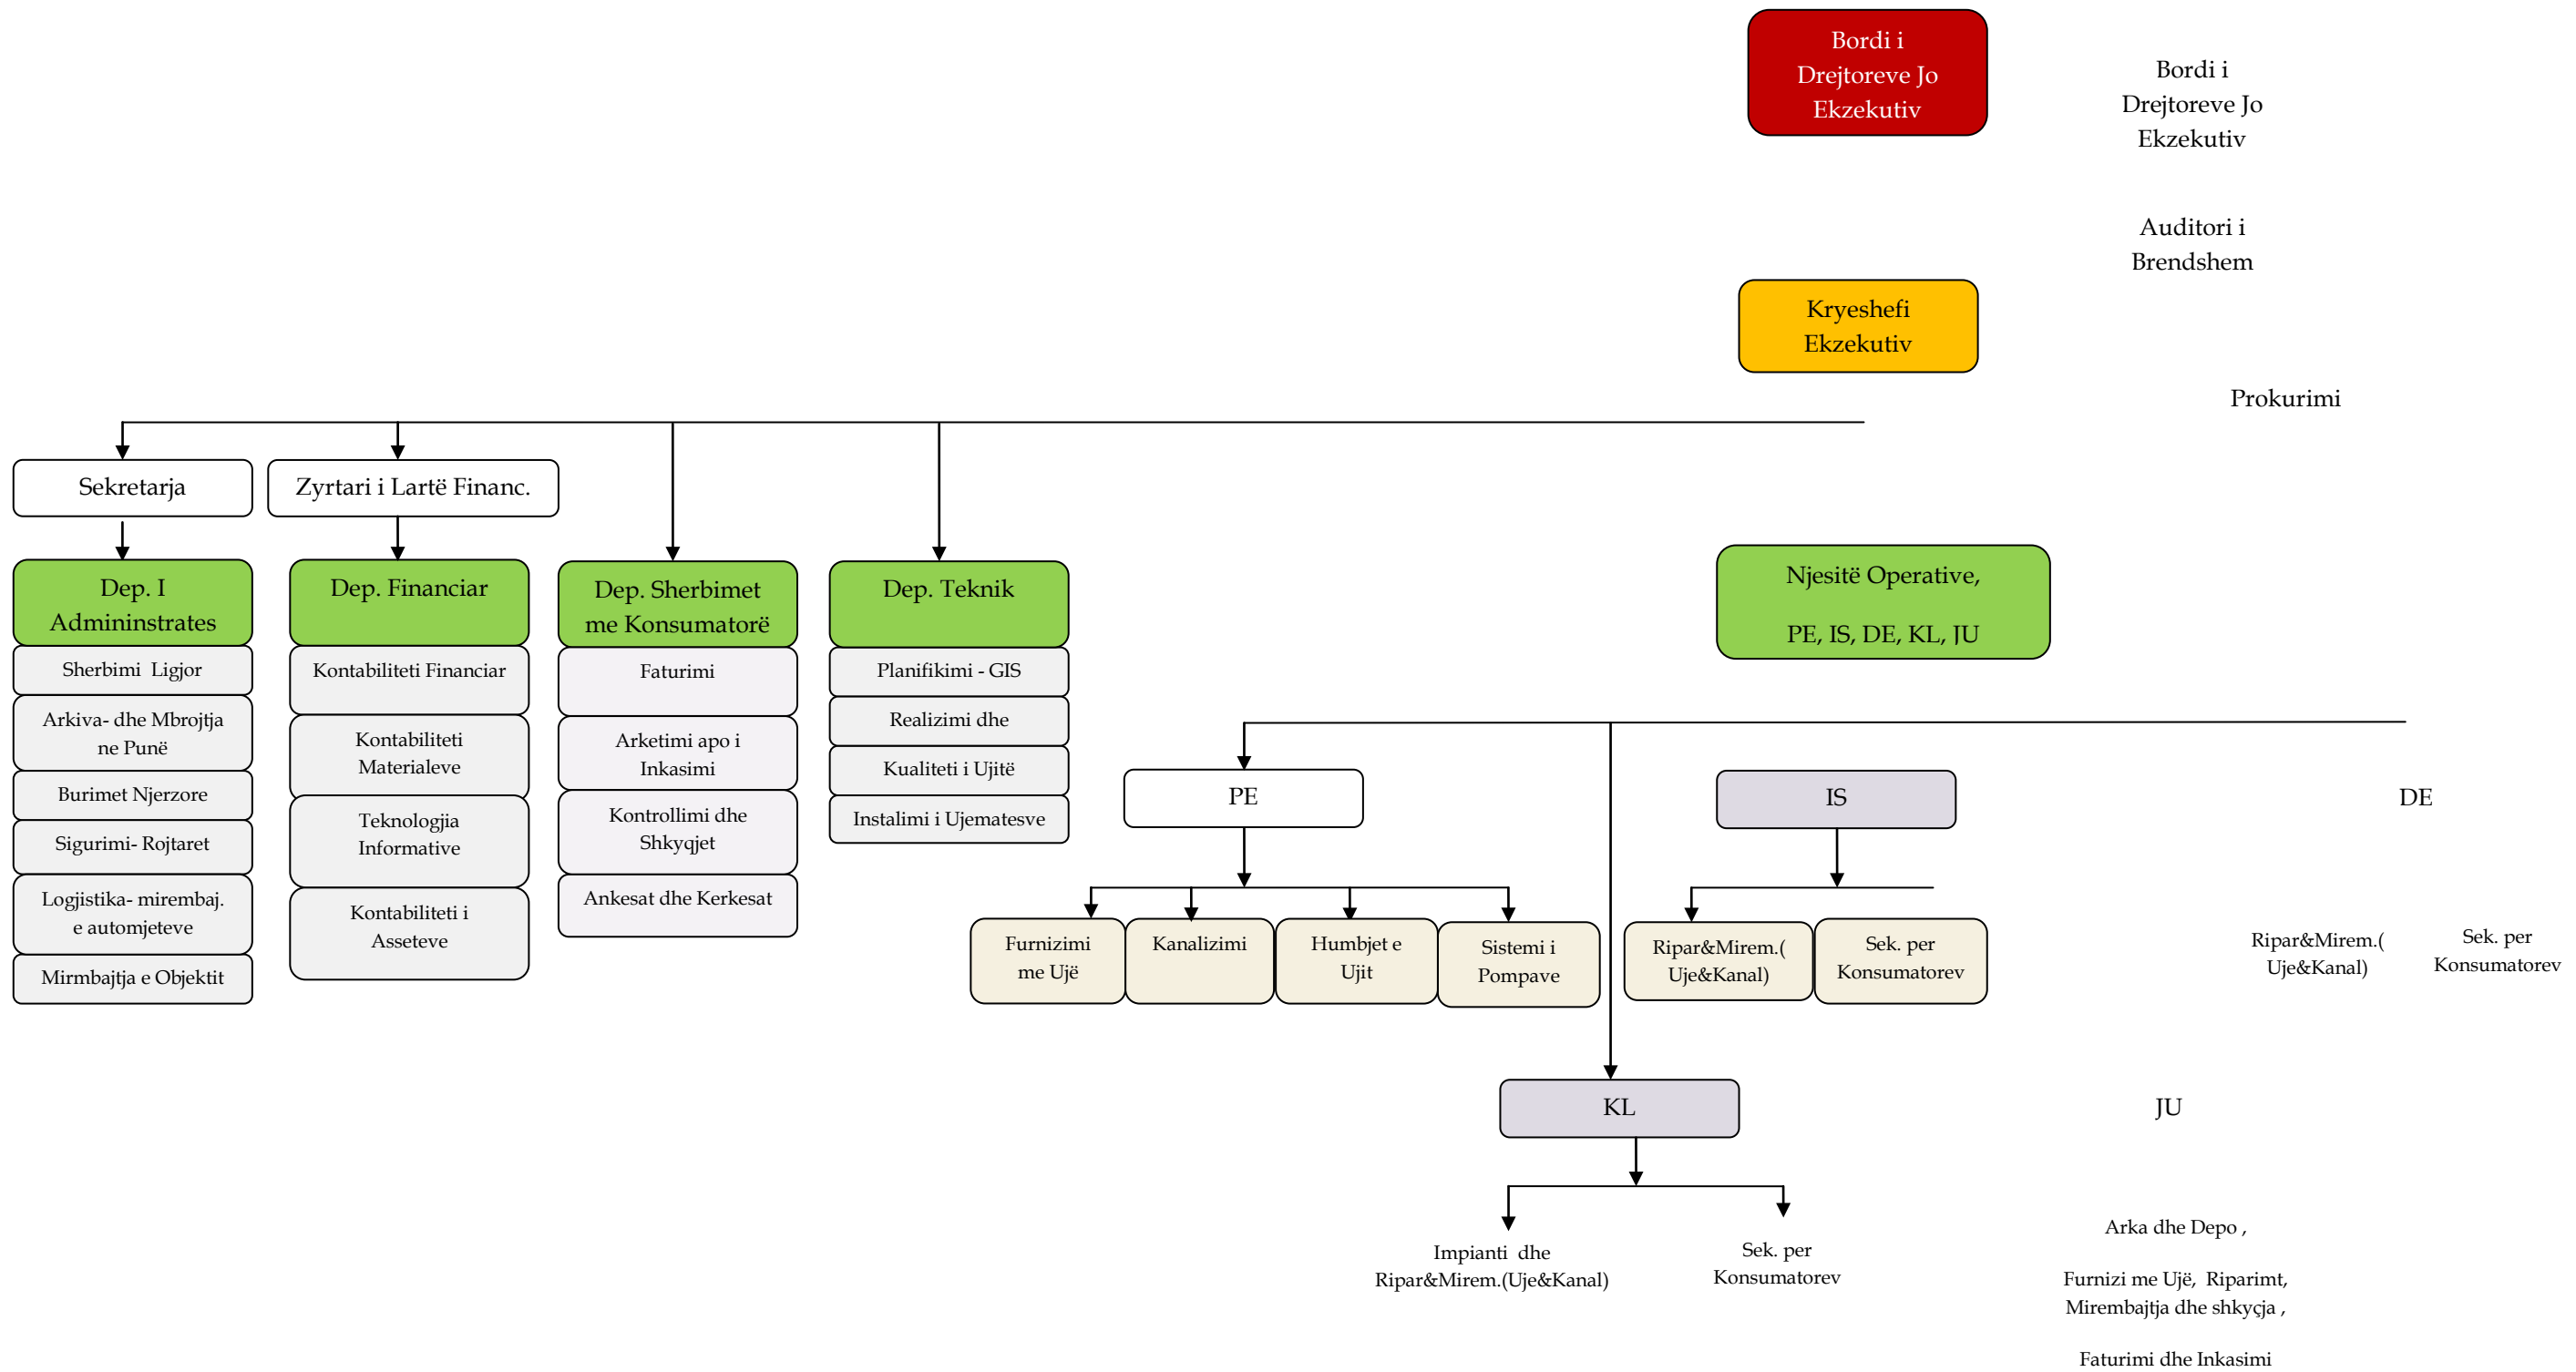 Bordi i
Drejtoreve Jo
Ekzekutiv
Bordi i
Drejtoreve Jo
Ekzekutiv
Auditori i
Brendshem
Kryeshefi
Ekzekutiv
Prokurimi
Sekretarja
Zyrtari i Lartë Financ.
Dep. I
Admininstrates
Sherbimi Ligjor
Arkiva- dhe Mbrojtja
ne Punë
Burimet Njerzore
Sigurimi- Rojtaret
Logjistika- mirembaj.
e automjeteve
Mirmbajtja e Objektit
Dep. Financiar
Kontabiliteti Financiar
Kontabiliteti
Materialeve
Teknologjia
Informative
Kontabiliteti i
Asseteve
Dep. Sherbimet
me Konsumatorë
Faturimi
Arketimi apo i
Inkasimi
Kontrollimi dhe
Shkyqjet
Ankesat dhe Kerkesat
Dep. Teknik
Planifikimi - GIS
Realizimi dhe
Kualiteti i Ujitë
Instalimi i Ujematesve
Njesitë Operative,
PE, IS, DE, KL, JU
PE
IS
DE
Furnizimi
me Ujë
Kanalizimi
Humbjet e
Ujit
Sistemi i
Pompave
Ripar&Mirem.(
Uje&Kanal)
Sek. per
Konsumatorev
Ripar&Mirem.(
Uje&Kanal)
Sek. per
Konsumatorev
KL
JU
Impianti dhe
Ripar&Mirem.(Uje&Kanal)
Sek. per
Konsumatorev
Arka dhe Depo ,
Furnizi me Ujë, Riparimt,
Mirembajtja dhe shkyçja ,
Faturimi dhe Inkasimi